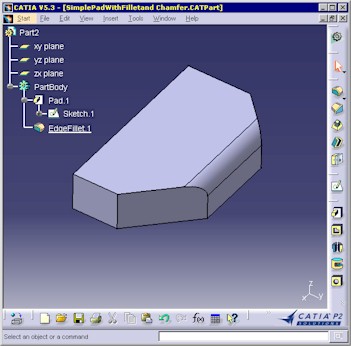 CATIA V5.3 - [SimplePadWithFilletand Chamfer.CATPart]
Start File Edit View Insert Tools Window Help
Part2
xy plane
yz plane
zx plane
PartBody
Pad.1
Sketch.1
EdgeFillet.1
z
x y
f(x)
CATIA P2
SOLUTIONS
Select an object or a command